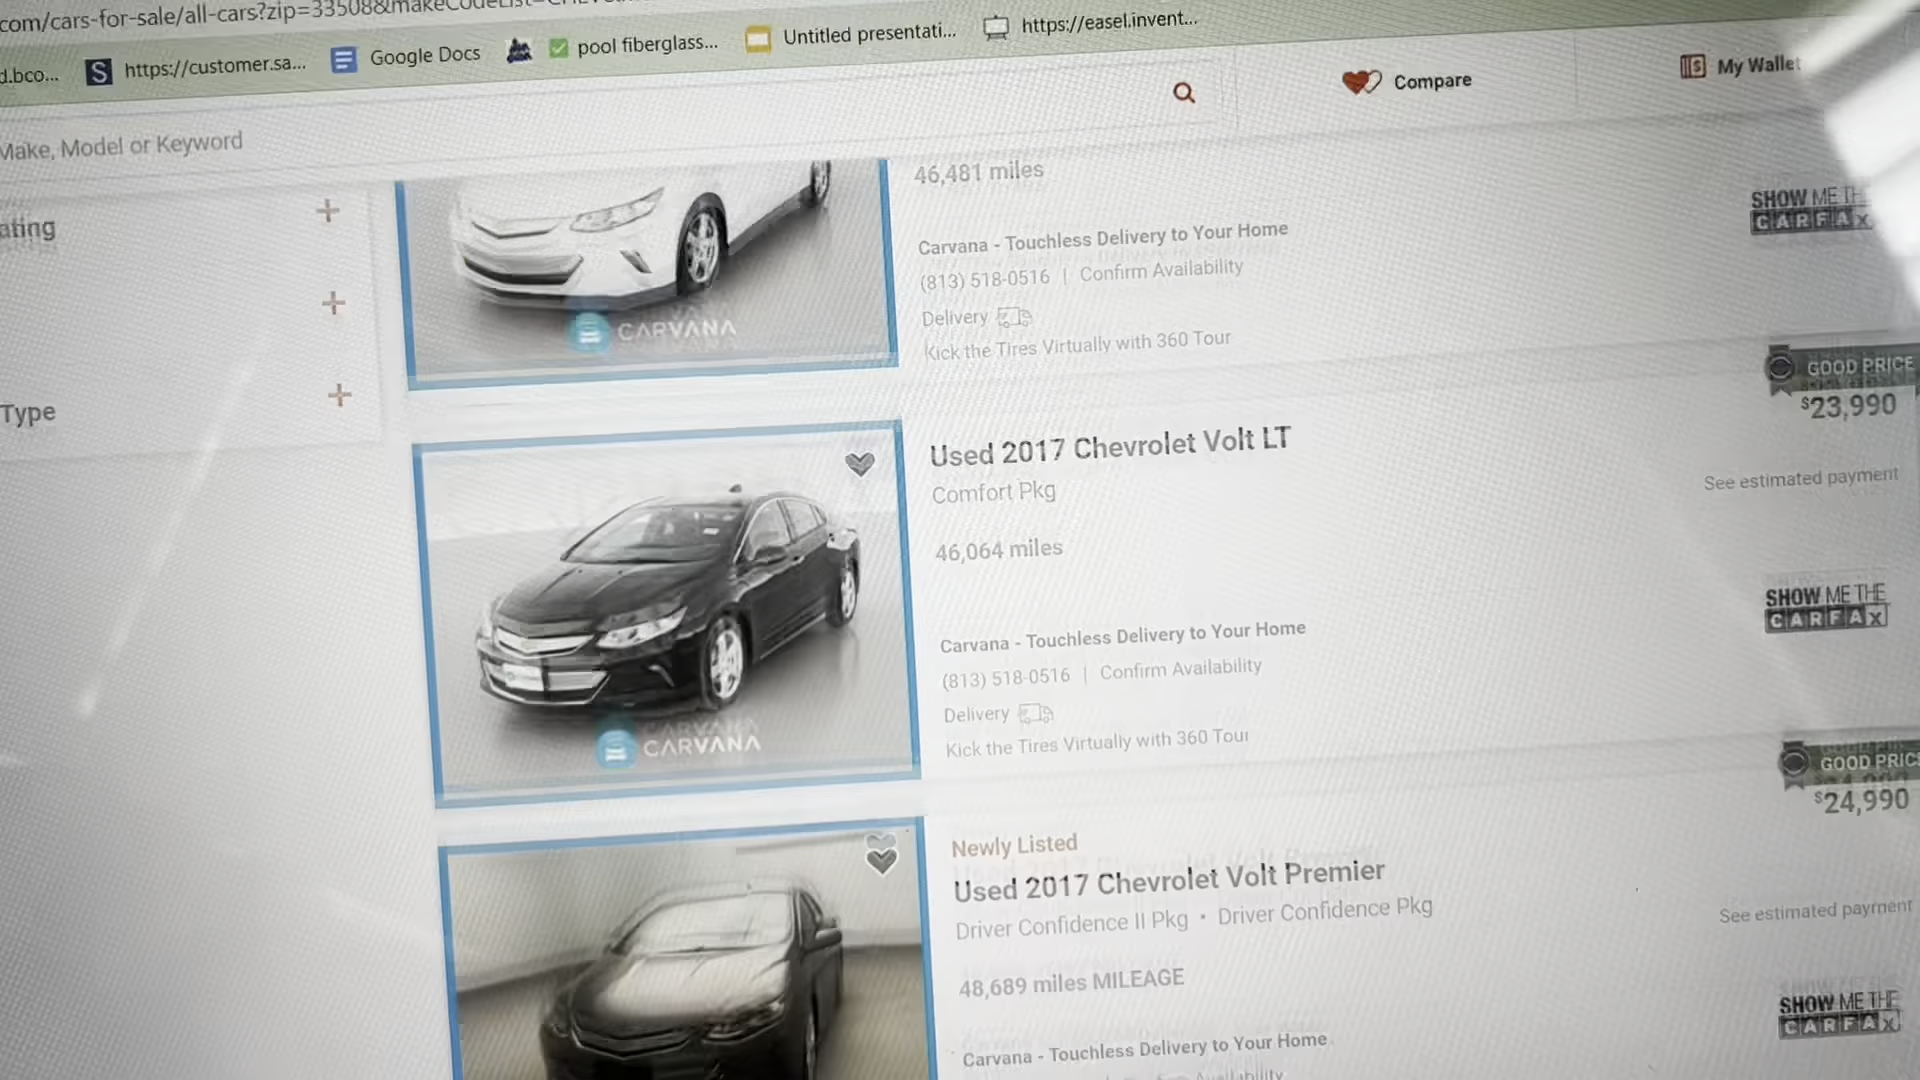 com/cars-for-sale/all-cars?zip=33508&makeCodeList=
d.bco...
https://customer.sa...
Google Docs
pool fiberglass...
Untitled presentati...
https://easel.invent...
Make, Model or Keyword
Compare
My Wallet
ating
Type
46,481 miles
Carvana - Touchless Delivery to Your Home
(813) 518-0516 | Confirm Availability
Delivery
Kick the Tires Virtually with 360 Tour
SHOW ME TH
CARFAX
CARVANA
GOOD PRICE
$23,990
Used 2017 Chevrolet Volt LT
Comfort Pkg
See estimated payment
46,064 miles
SHOW ME THE
CARFAX
Carvana - Touchless Delivery to Your Home
(813) 518-0516 | Confirm Availability
Delivery
Kick the Tires Virtually with 360 Tour
CARVANA
GOOD PRICE
$24,990
Newly Listed
Used 2017 Chevrolet Volt Premier
Driver Confidence II Pkg • Driver Confidence Pkg
See estimated payment
48,689 miles MILEAGE
SHOW ME THE
CARFAX
Carvana - Touchless Delivery to Your Home